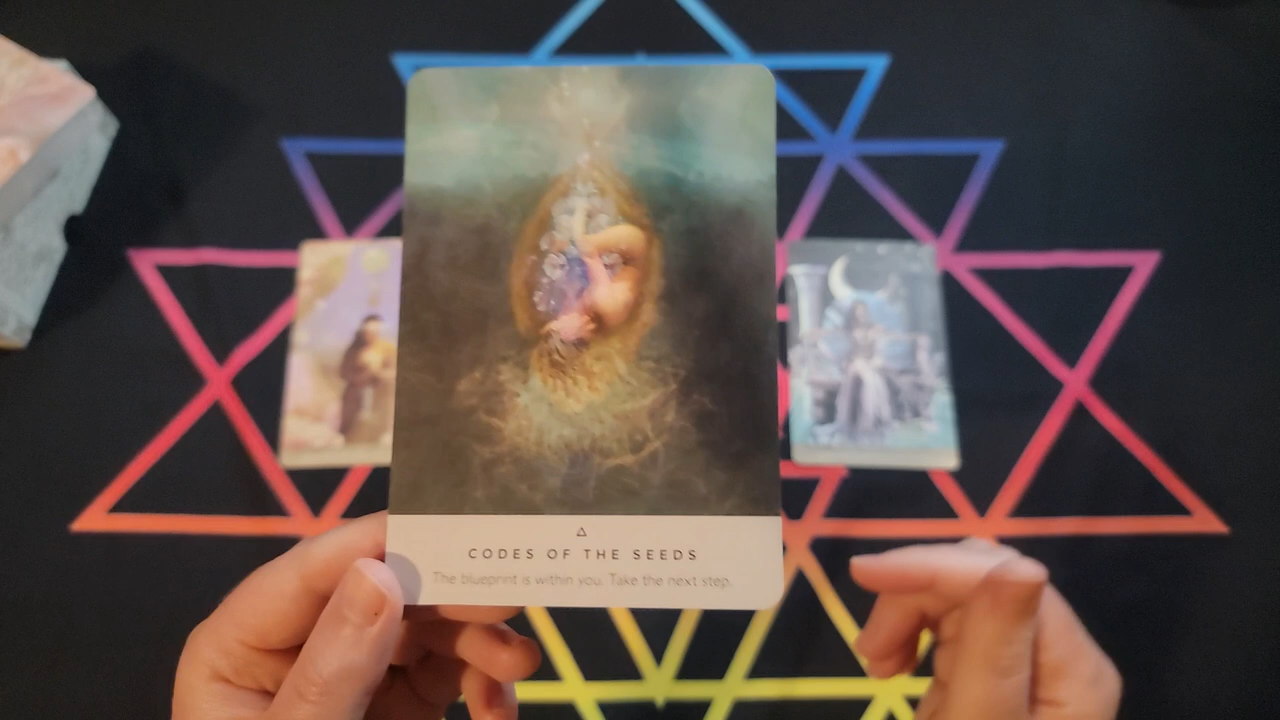 CODES OF THE SEEDS
The blueprint is within you. Take the next step.